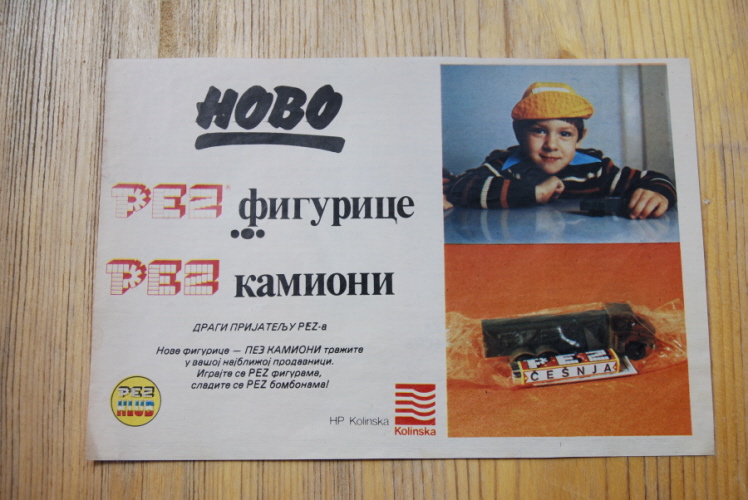 НОВО
PEZ фигурице
PEZ камиони
ДРАГИ ПРИЈАТЕЉУ PEZ-а
Нове фигурице — ПЕЗ КАМИОНИ тражите
у вашој најближој продавници.
Играјте се PEZ фигурама,
сладите се PEZ бомбонама!
PEZ
KLUB
HP Kolinska
Kolinska
PEZ
ČEŠNJA